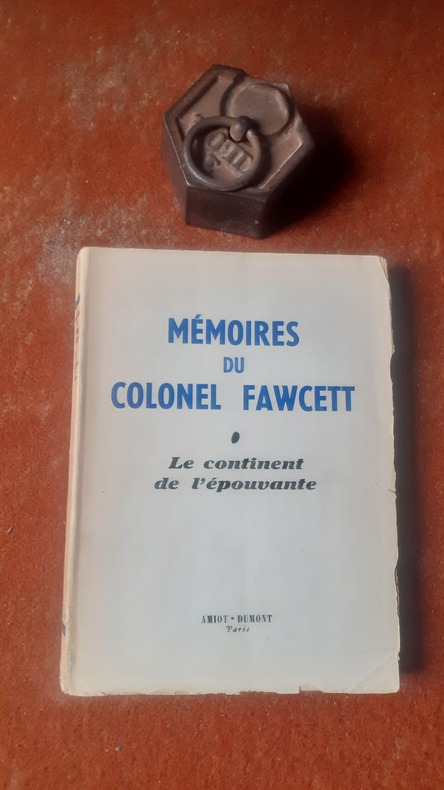 MÉMOIRES
DU
COLONEL FAWCETT
Le continent
de l'épouvante
AMIOT • DUMONT
Paris